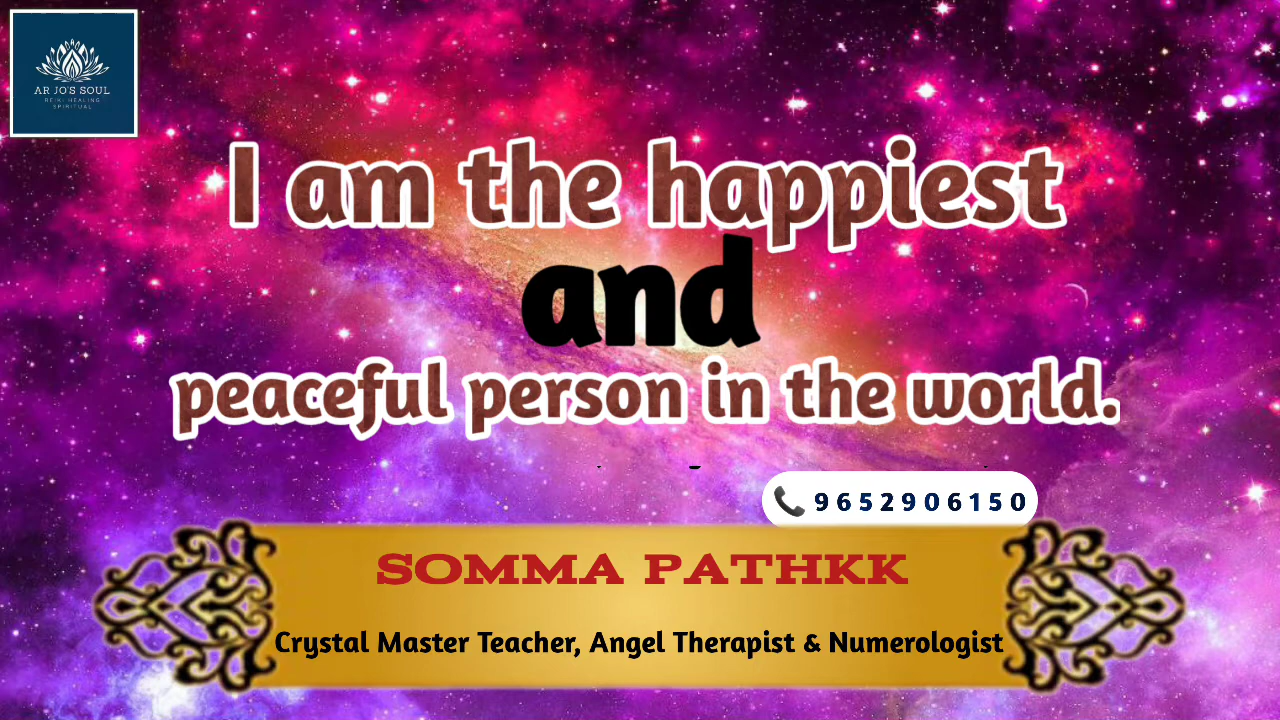 AR JO'S SOUL
REIKI HEALING
SPIRITUAL
I am the happiest
and
peaceful person in the world.
9652906150
SOMMA PATHKK
Crystal Master Teacher, Angel Therapist & Numerologist